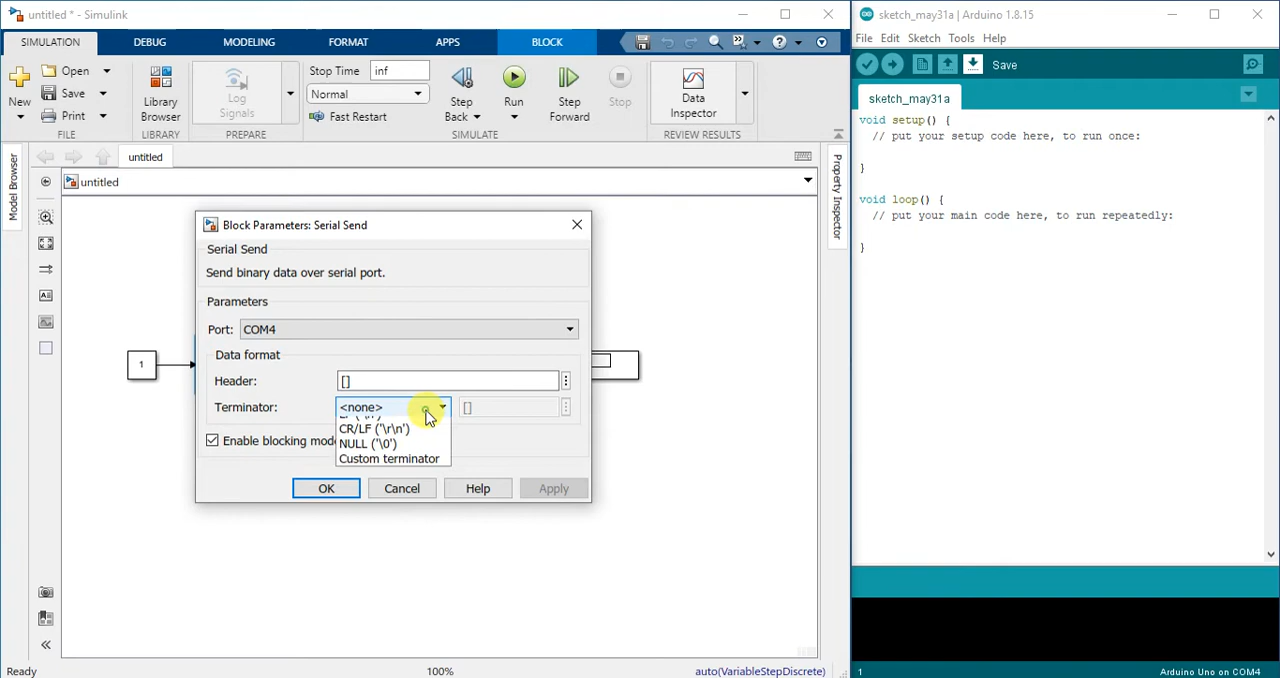 untitled * - Simulink
SIMULATION
DEBUG
MODELING
FORMAT
APPS
BLOCK
New
Open
Save
Print
FILE
Library
Browser
LIBRARY
Log
Signals
PREPARE
Stop Time
inf
Normal
Fast Restart
Step
Back
Run
Step
Forward
Stop
SIMULATE
Data
Inspector
REVIEW RESULTS
untitled
untitled
Model Browser
Property Inspector
1
Block Parameters: Serial Send
Serial Send
Send binary data over serial port.
Parameters
Port:
COM4
Data format
Header:
[]
Terminator:
<none>
[]
CR/LF ('\r\n')
NULL ('\0')
Custom terminator
Enable blocking mod
OK
Cancel
Help
Apply
Ready
100%
auto(VariableStepDiscrete)
sketch_may31a | Arduino 1.8.15
File Edit Sketch Tools Help
Save
sketch_may31a
void setup() {
// put your setup code here, to run once:
}
void loop() {
// put your main code here, to run repeatedly:
}
1
Arduino Uno on COM4